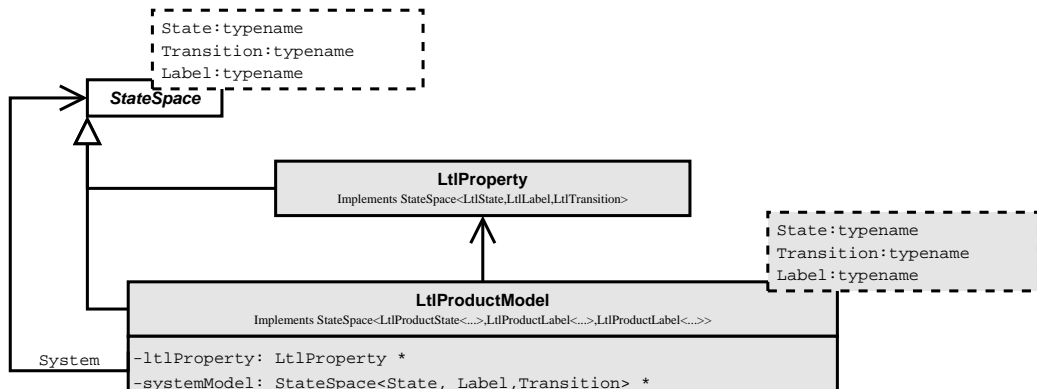 State:typename
Transition:typename
Label:typename
StateSpace
LtlProperty
Implements StateSpace<LtlState,LtlLabel,LtlTransition>
State:typename
Transition:typename
Label:typename
LtlProductModel
Implements StateSpace<LtlProductState<...>,LtlProductLabel<...>,LtlProductLabel<...>>
System
-ltlProperty: LtlProperty *
-systemModel: StateSpace<State, Label,Transition> *